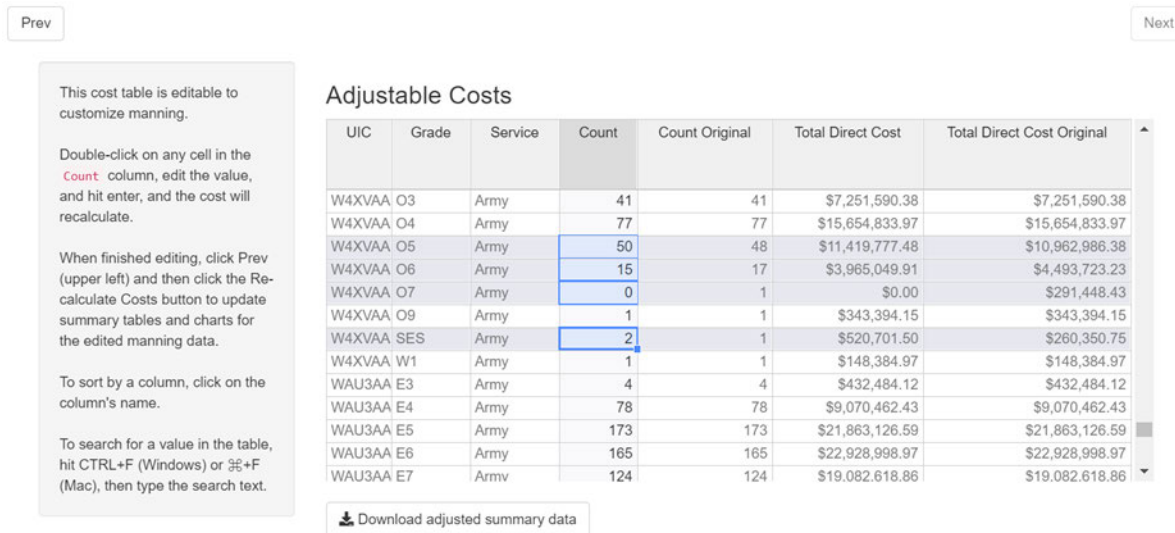 Prev
Next
This cost table is editable to
customize manning.
Double-click on any cell in the
Count column, edit the value,
and hit enter, and the cost will
recalculate.
When finished editing, click Prev
(upper left) and then click the Re-
calculate Costs button to update
summary tables and charts for
the edited manning data.
To sort by a column, click on the
column's name.
To search for a value in the table,
hit CTRL+F (Windows) or ⌘+F
(Mac), then type the search text.
Adjustable Costs
UIC Grade Service Count Count Original Total Direct Cost Total Direct Cost Original
W4XVAA O3 Army 41 41 $7,251,590.38 $7,251,590.38
W4XVAA O4 Army 77 77 $15,654,833.97 $15,654,833.97
W4XVAA O5 Army 50 48 $11,419,777.48 $10,962,986.38
W4XVAA O6 Army 15 17 $3,965,049.91 $4,493,723.23
W4XVAA O7 Army 0 1 $0.00 $291,448.43
W4XVAA O9 Army 1 1 $343,394.15 $343,394.15
W4XVAA SES Army 2 1 $520,701.50 $260,350.75
W4XVAA W1 Army 1 1 $148,384.97 $148,384.97
WAU3AA E3 Army 4 4 $432,484.12 $432,484.12
WAU3AA E4 Army 78 78 $9,070,462.43 $9,070,462.43
WAU3AA E5 Army 173 173 $21,863,126.59 $21,863,126.59
WAU3AA E6 Army 165 165 $22,928,998.97 $22,928,998.97
WAU3AA E7 Army 124 124 $19,082,618.86 $19,082,618.86
Download adjusted summary data